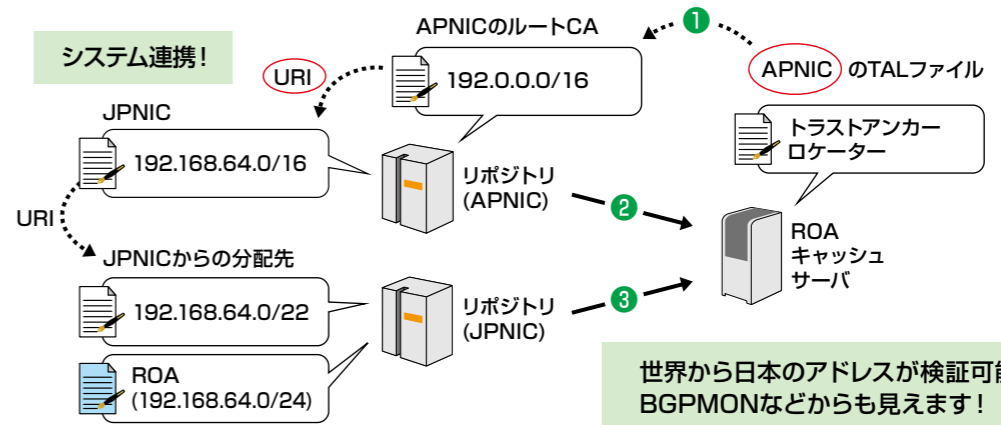 システム連携！
APNICのルートCA
192.0.0.0/16
URI
❶
APNIC のTALファイル
トラストアンカー
ロケーター
JPNIC
192.168.64.0/16
リポジトリ
(APNIC)
❷
URI
ROA
キャッシュ
サーバ
JPNICからの分配先
192.168.64.0/22
リポジトリ
(JPNIC)
❸
ROA
(192.168.64.0/24)
世界から日本のアドレスが検証可能
BGPMONなどからも見えます！